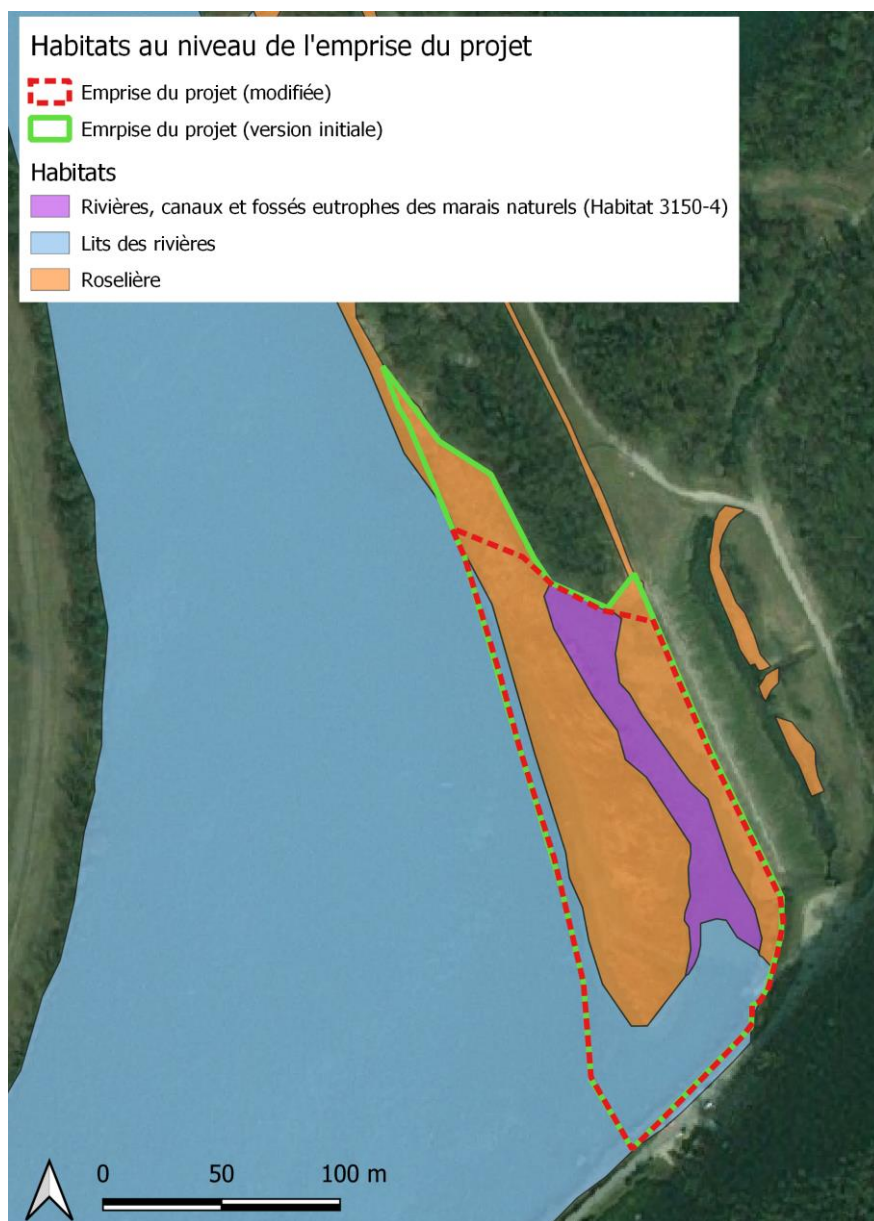 Habitats au niveau de l'emprise du projet
Emprise du projet (modifiée)
Emrpise du projet (version initiale)
Habitats
Rivières, canaux et fossés eutrophes des marais naturels (Habitat 3150-4)
Lits des rivières
Roselière
0 50 100 m